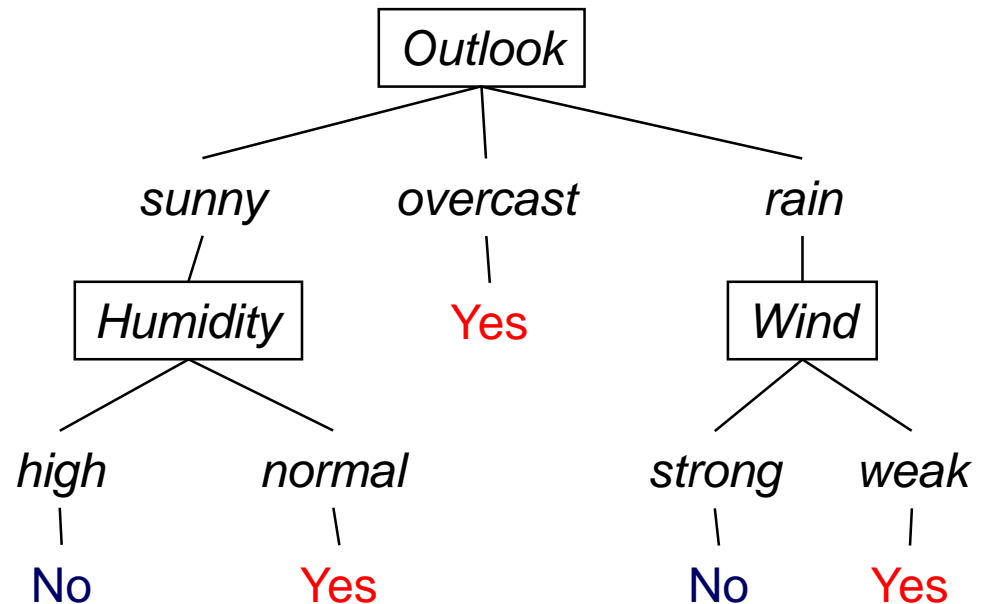 Outlook
sunny overcast rain
Humidity Yes Wind
high normal strong weak
No Yes No Yes